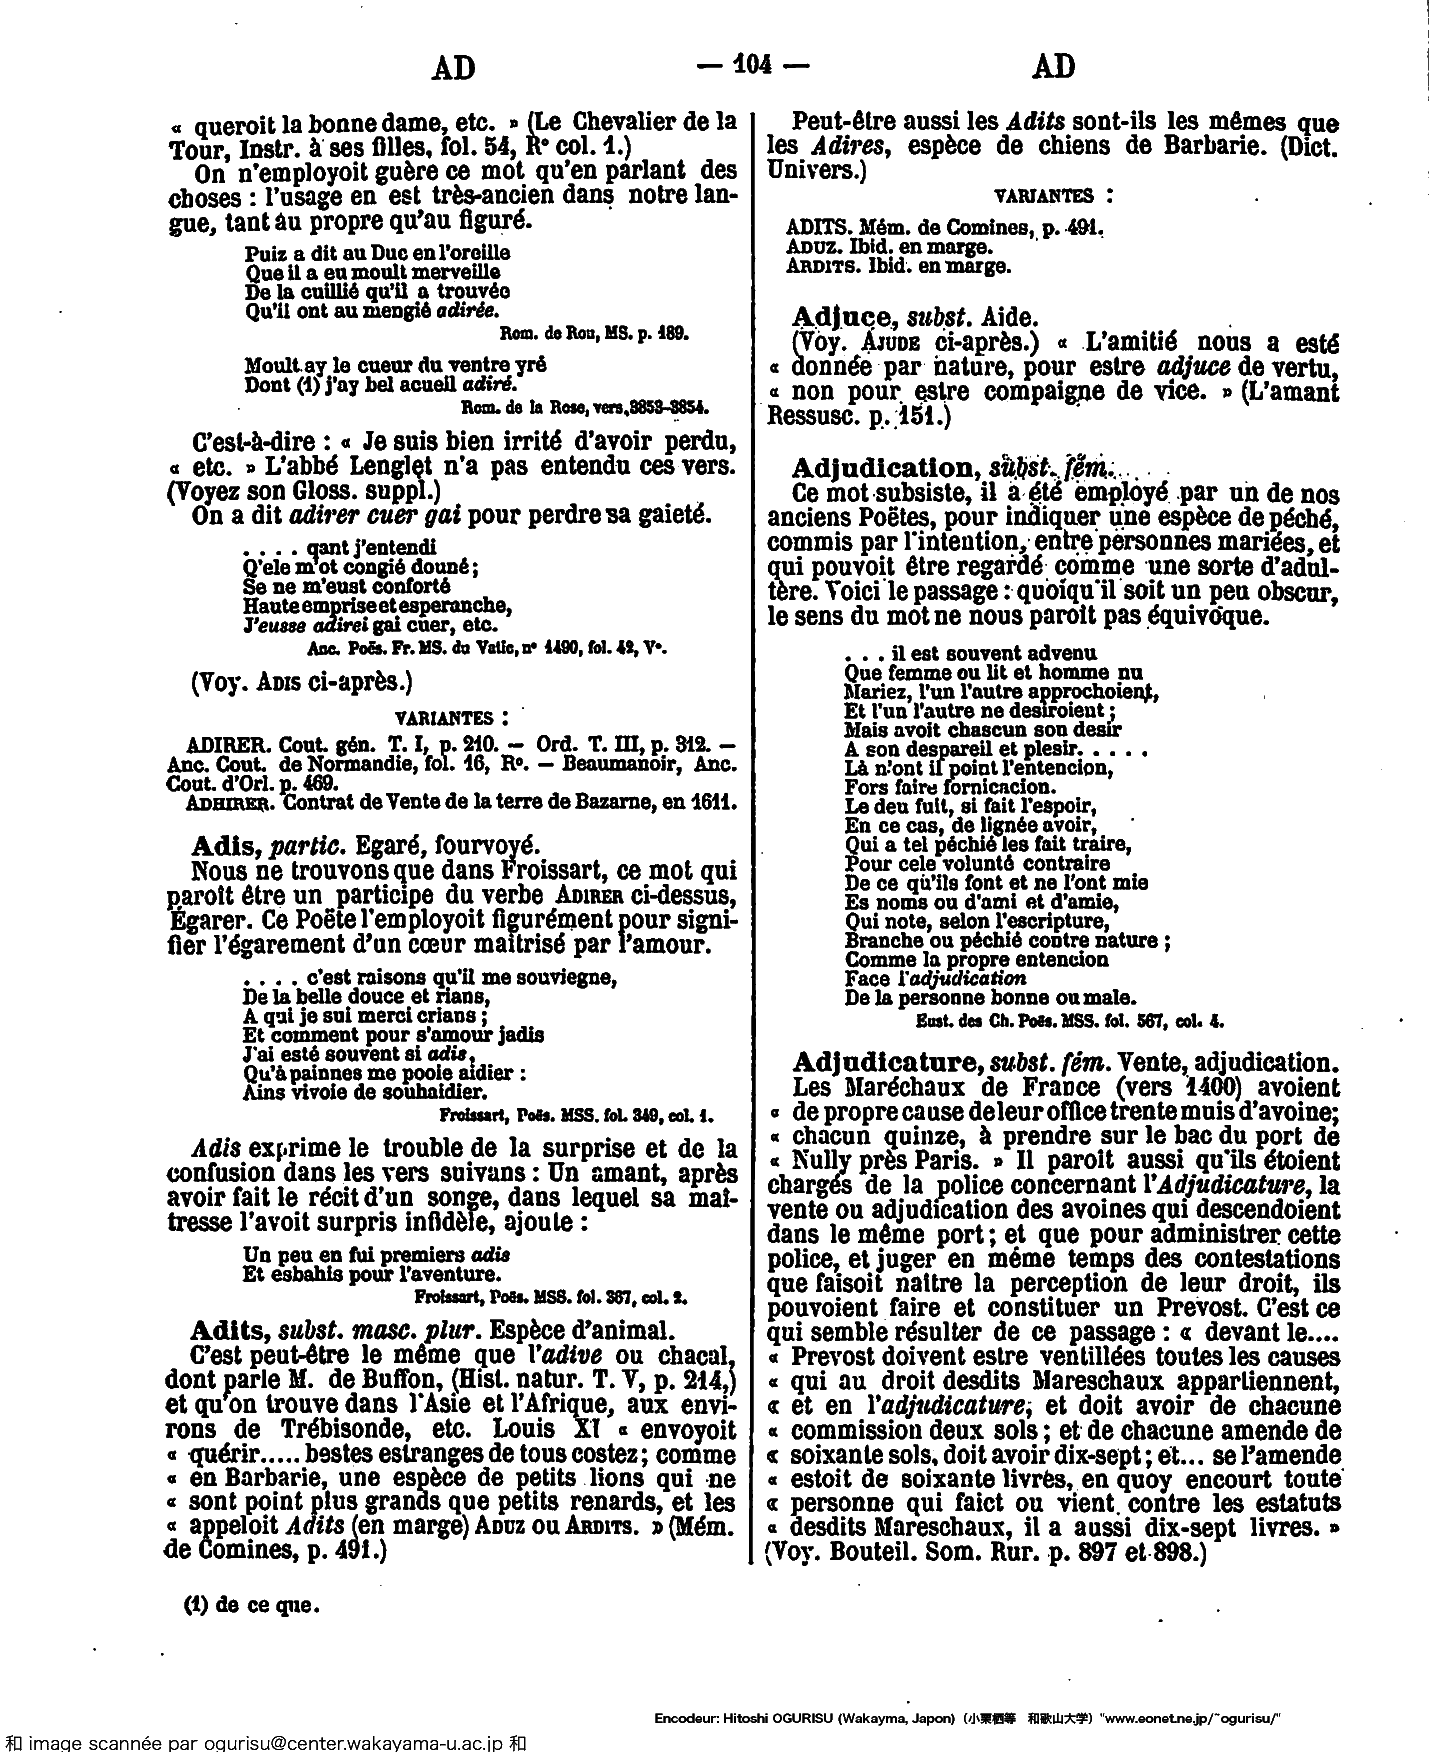 AD — 104 — AD
« queroit la bonne dame, etc. » (Le Chevalier de la
Tour, Instr. à ses filles, fol. 54, R° col. 1.)
On n'employoit guère ce mot qu'en parlant des
choses : l'usage en est très-ancien dans notre lan-
gue, tant au propre qu'au figuré.
Puiz a dit au Duc en l'oreille
Que il a eu moult merveille
De la cuillié qu'il a trouvée
Qu'il ont au mengié adirée.
Rom. de Rou, MS. p. 189.
Moult ay le cueur du ventre yré
Dont (1) j'ay bel acueil adiré.
Rom. de la Rose, vers, 3853-3854.
C'est-à-dire : « Je suis bien irrité d'avoir perdu,
« etc. » L'abbé Lenglet n'a pas entendu ces vers.
(Voyez son Gloss. suppl.)
On a dit adirer cuer gai pour perdre sa gaieté.
. . . . qant j'entendi
Q'ele m'ot congié douné ;
Se ne m'eust conforté
Haute emprise et esperanche,
J'eusse adirei gai cuer, etc.
Anc. Poës. Fr. MS. du Vatic, n° 1490, fol. 42, V°.
(Voy. ADIS ci-après.)
VARIANTES :
ADIRER. Cout. gén. T. I, p. 210. — Ord. T. III, p. 312. —
Anc. Cout. de Normandie, fol. 16, R°. — Beaumanoir, Anc.
Cout. d'Orl. p. 469.
ADHIRER. Contrat de Vente de la terre de Bazarne, en 1611.
Adis, partic. Egaré, fourvoyé.
Nous ne trouvons que dans Froissart, ce mot qui
paroît être un participe du verbe ADIRER ci-dessus,
Égarer. Ce Poëte l'employoit figurément pour signi-
fier l'égarement d'un cœur maîtrisé par l'amour.
. . . . c'est raisons qu'il me souviegne,
De la belle douce et rians,
A qui je sui merci crians ;
Et comment pour s'amour jadis
J'ai esté souvent si adis,
Qu'à painnes me pooie aidier :
Ains vivoie de souhaidier.
Froissart, Poës. MSS. fol. 349, col. 1.
Adis exprime le trouble de la surprise et de la
confusion dans les vers suivans : Un amant, après
avoir fait le récit d'un songe, dans lequel sa maî-
tresse l'avoit surpris infidèle, ajoute :
Un peu en fui premiers adis
Et esbahis pour l'aventure.
Froissart, Poës. MSS. fol. 367, col. 2.
Adits, subst. masc. plur. Espèce d'animal.
C'est peut-être le même que l'adive ou chacal,
dont parle M. de Buffon, (Hist. natur. T. V, p. 214,)
et qu'on trouve dans l'Asie et l'Afrique, aux envi-
rons de Trébisonde, etc. Louis XI « envoyoit
« quérir..... bestes estranges de tous costez ; comme
« en Barbarie, une espèce de petits lions qui ne
« sont point plus grands que petits renards, et les
« appeloit Adits (en marge) ADUZ OU ARDITS. » (Mém.
de Comines, p. 491.)
(1) de ce que.
Peut-être aussi les Adits sont-ils les mêmes que
les Adires, espèce de chiens de Barbarie. (Dict.
Univers.)
VARIANTES :
ADITS. Mém. de Comines, p. 491.
ADUZ. Ibid. en marge.
ARDITS. Ibid. en marge.
Adjuce, subst. Aide.
(Voy. AJUDE ci-après.) « L'amitié nous a esté
« donnée par nature, pour estre adjuce de vertu,
« non pour estre compaigne de vice. » (L'amant
Ressusc. p. 151.)
Adjudication, subst. fém.
Ce mot subsiste, il a été employé par un de nos
anciens Poëtes, pour indiquer une espèce de péché,
commis par l'intention, entre personnes mariées, et
qui pouvoit être regardé comme une sorte d'adul-
tère. Voici le passage : quoiqu'il soit un peu obscur,
le sens du mot ne nous paroît pas équivoque.
. . . il est souvent advenu
Que femme ou lit et homme nu
Mariez, l'un l'autre approchoient,
Et l'un l'autre ne desiroient ;
Mais avoit chascun son desir
A son despareil et plesir. . . . .
Là n'ont il point l'entencion,
Fors faire fornicacion.
Le deu fuit, si fait l'espoir,
En ce cas, de lignée avoir,
Qui a tel péchié les fait traire,
Pour cele volunté contraire
De ce qu'ils font et ne l'ont mie
Es noms ou d'ami et d'amie,
Qui note, selon l'escripture,
Branche ou péchié contre nature ;
Comme la propre entencion
Face l'adjudication
De la personne bonne ou male.
Eust. des Ch. Poës. MSS. fol. 567, col. 4.
Adjudicature, subst. fém. Vente, adjudication.
Les Maréchaux de France (vers 1400) avoient
« de propre cause de leur office trente muis d'avoine ;
« chacun quinze, à prendre sur le bac du port de
« Nully près Paris. » Il paroît aussi qu'ils étoient
chargés de la police concernant l'Adjudicature, la
vente ou adjudication des avoines qui descendoient
dans le même port ; et que pour administrer cette
police, et juger en même temps des contestations
que faisoit naître la perception de leur droit, ils
pouvoient faire et constituer un Prevost. C'est ce
qui semble résulter de ce passage : « devant le....
« Prevost doivent estre ventillées toutes les causes
« qui au droit desdits Mareschaux appartiennent,
« et en l'adjudicature, et doit avoir de chacune
« commission deux sols ; et de chacune amende de
« soixante sols, doit avoir dix-sept ; et... se l'amende
« estoit de soixante livres, en quoy encourt toute
« personne qui faict ou vient contre les estatuts
« desdits Mareschaux, il a aussi dix-sept livres. »
(Voy. Bouteil. Som. Rur. p. 897 et 898.)
Encodeur: Hitoshi OGURISU (Wakayma, Japon) (小栗栖等 和歌山大学) "www.eonet.ne.jp/~ogurisu/"
和 image scannée par ogurisu@center.wakayama-u.ac.jp 和